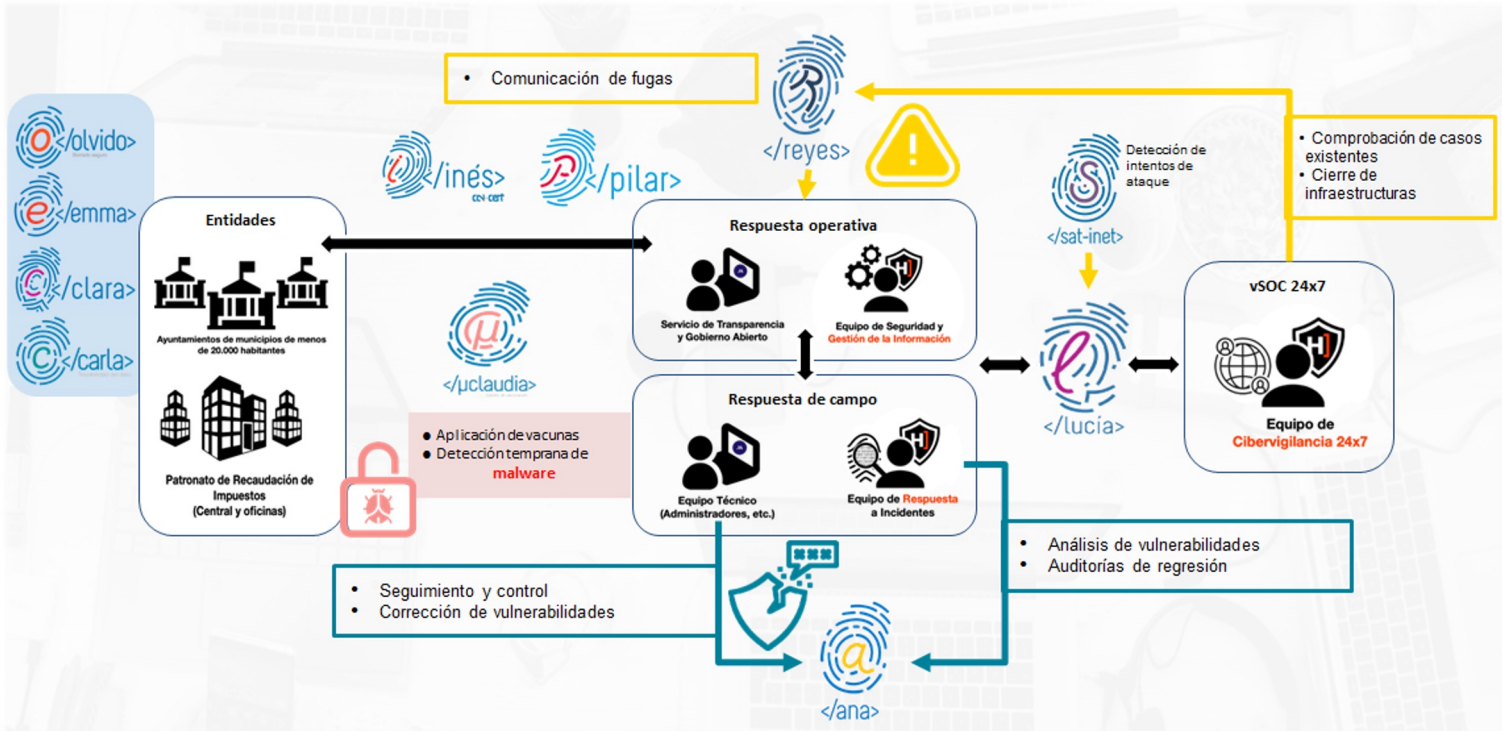 • Comunicación de fugas
</olvido>
</emma>
</clara>
</carla>
</inés>
ccn-cert
</pilar>
</reyes>
Detección de
intentos de
ataque
</sat-inet>
• Comprobación de casos
existentes
• Cierre de
infraestructuras
Entidades
Ayuntamientos de municipios de menos
de 20.000 habitantes
Patronato de Recaudación de
Impuestos
(Central y oficinas)
</µclaudia>
● Aplicación de vacunas
● Detección temprana de
malware
Respuesta operativa
Servicio de Transparencia
y Gobierno Abierto
Equipo de Seguridad y
Gestión de la Información
Respuesta de campo
Equipo Técnico
(Administradores, etc.)
Equipo de Respuesta
a Incidentes
</lucía>
vSOC 24x7
Equipo de
Cibervigilancia 24x7
• Seguimiento y control
• Corrección de vulnerabilidades
• Análisis de vulnerabilidades
• Auditorías de regresión
</ana>